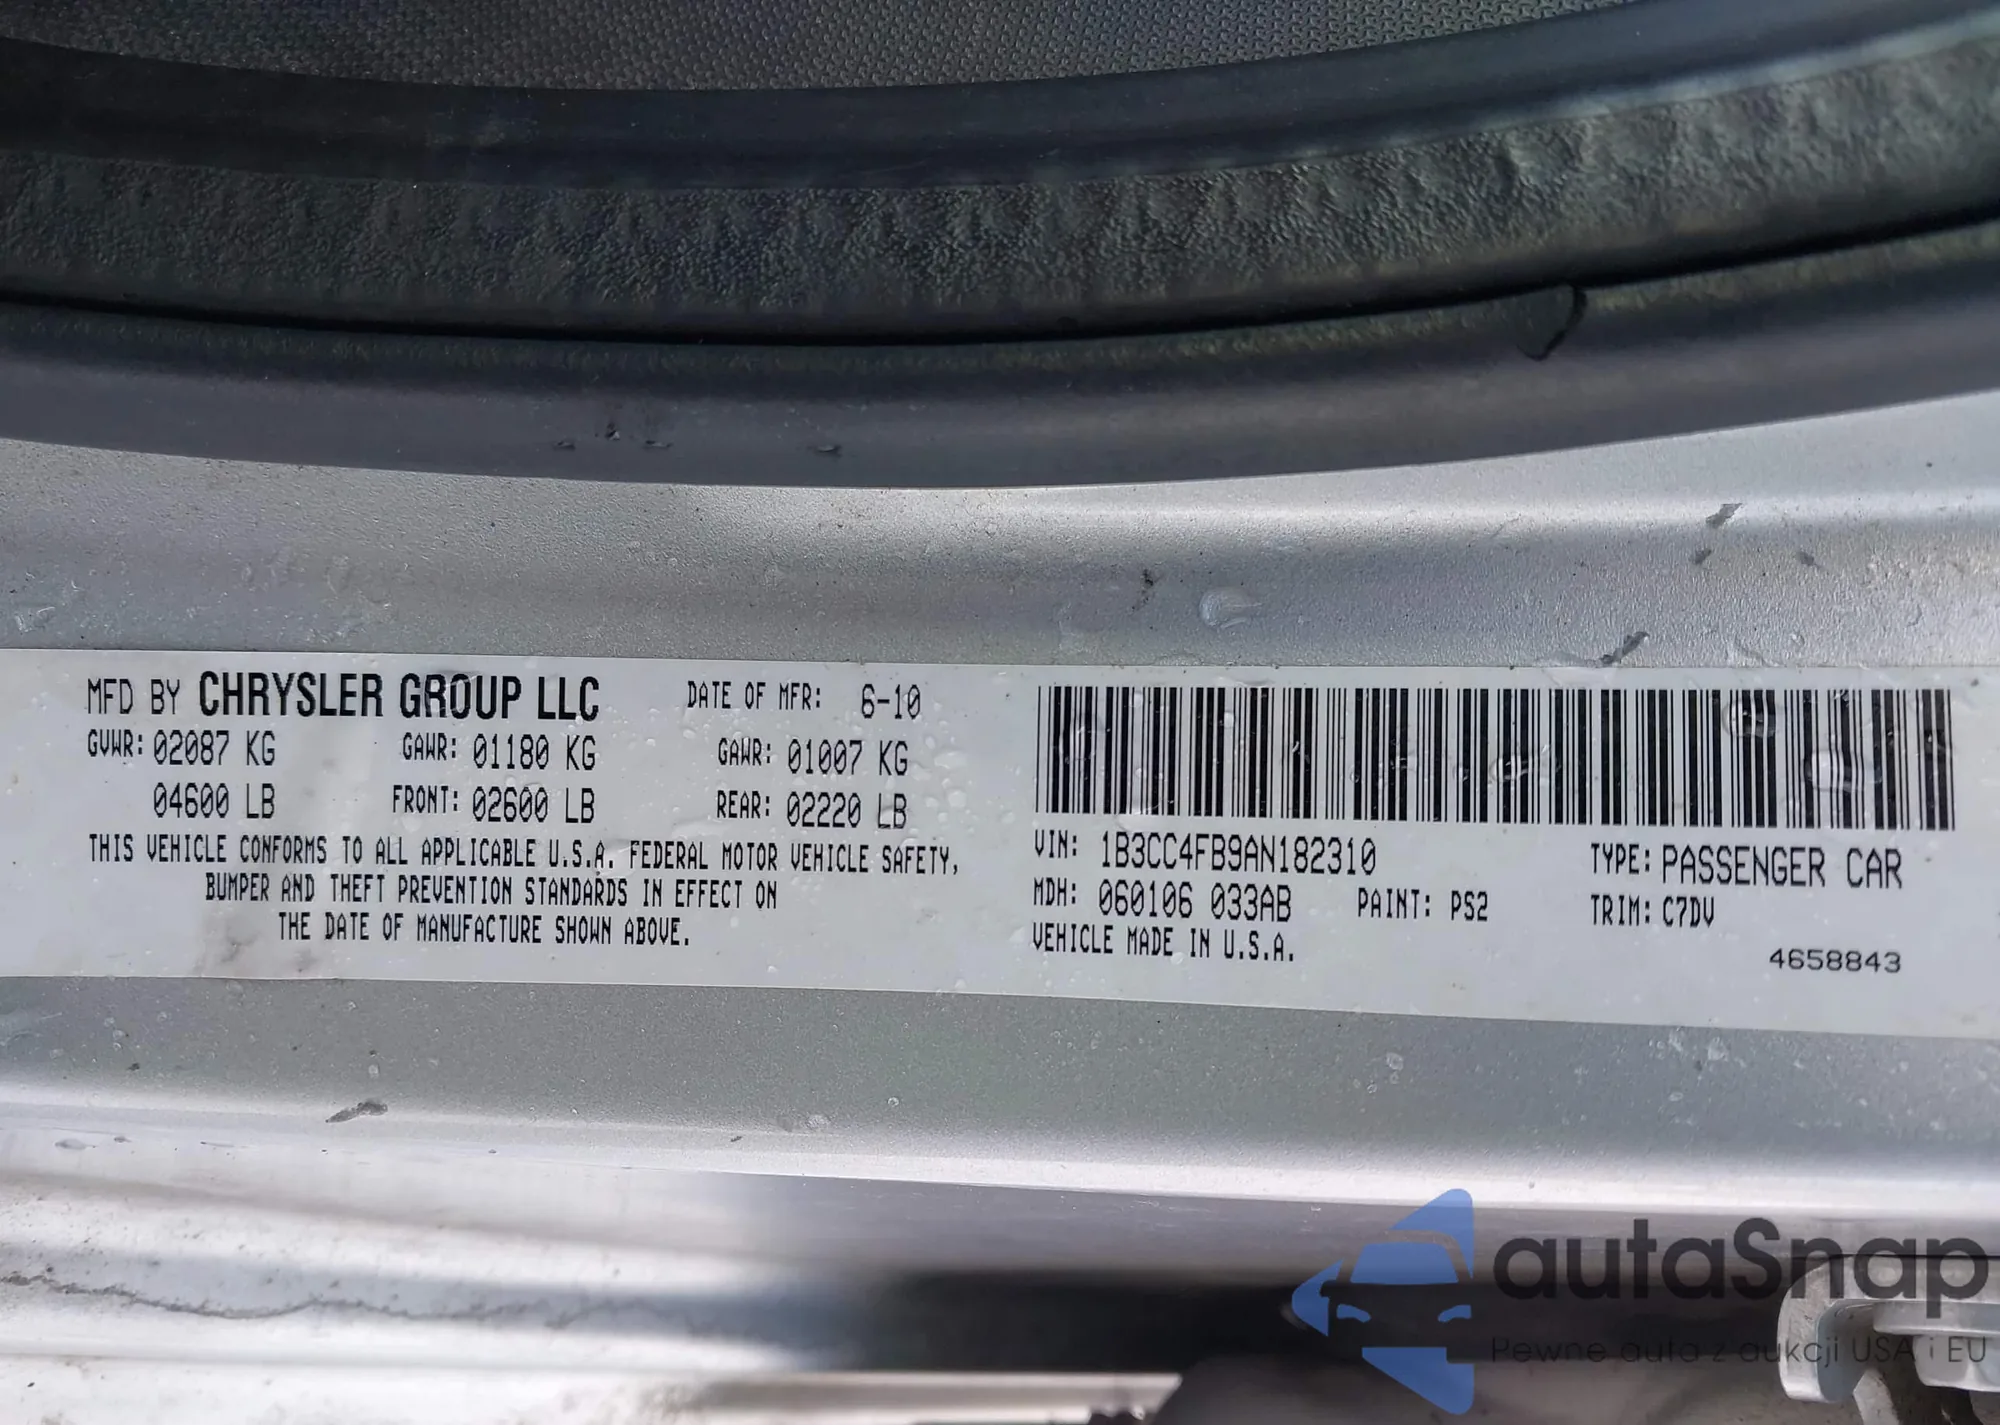 MFD BY CHRYSLER GROUP LLC DATE OF MFR: 6-10
GVWR: 02087 KG GAWR: 01180 KG GAWR: 01007 KG
04600 LB FRONT: 02600 LB REAR: 02220 LB
THIS VEHICLE CONFORMS TO ALL APPLICABLE U.S.A. FEDERAL MOTOR VEHICLE SAFETY,
BUMPER AND THEFT PREVENTION STANDARDS IN EFFECT ON
THE DATE OF MANUFACTURE SHOWN ABOVE.
VIN: 1B3CC4FB9AN182310 TYPE: PASSENGER CAR
MDH: 060106 033AB PAINT: PS2 TRIM: C7DV
VEHICLE MADE IN U.S.A.
4658843
autaSnap
Pewne auta z aukcji USA i EU